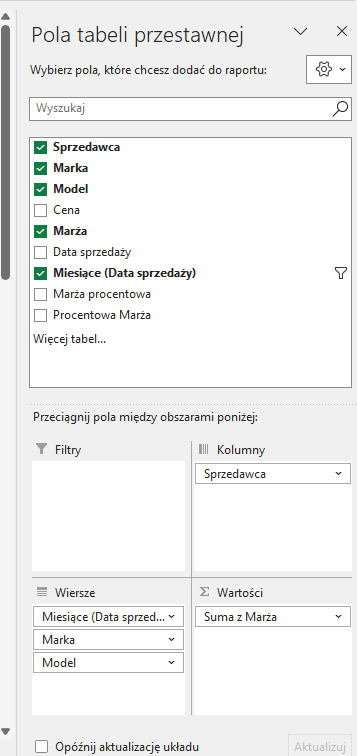 Pola tabeli przestawnej
Wybierz pola, które chcesz dodać do raportu:
Wyszukaj
Sprzedawca
Marka
Model
Cena
Marża
Data sprzedaży
Miesiące (Data sprzedaży)
Marża procentowa
Procentowa Marża
Więcej tabel...
Przeciągnij pola między obszarami poniżej:
Filtry
Kolumny
Sprzedawca
Wiersze
Wartości
Miesiące (Data sprzed...
Suma z Marża
Marka
Model
Opóźnij aktualizację układu
Aktualizuj